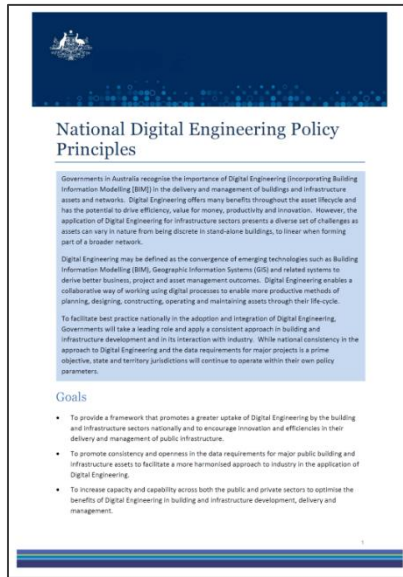 National Digital Engineering Policy
Principles
Governments in Australia recognise the importance of Digital Engineering (incorporating Building
Information Modelling [BIM]) in the delivery and management of buildings and infrastructure
assets and networks. Digital Engineering offers many benefits throughout the asset lifecycle and
has the potential to drive efficiency, value for money, productivity and innovation. However, the
application of Digital Engineering for infrastructure sectors presents a diverse set of challenges as
assets can vary in nature from being discrete in stand-alone buildings, to linear when forming
part of a broader network.
Digital Engineering may be defined as the convergence of emerging technologies such as Building
Information Modelling (BIM), Geographic Information Systems (GIS) and related systems to
derive better business, project and asset management outcomes. Digital Engineering enables a
collaborative way of working using digital processes to enable more productive methods of
planning, designing, constructing, operating and maintaining assets through their life-cycle.
To facilitate best practice nationally in the adoption and integration of Digital Engineering,
Governments will take a leading role and apply a consistent approach in building and
infrastructure development and in its interaction with industry. While national consistency in the
approach to Digital Engineering and the data requirements for major projects is a prime
objective, state and territory jurisdictions will continue to operate within their own policy
parameters.
Goals
• To provide a framework that promotes a greater uptake of Digital Engineering by the building
and infrastructure sectors nationally and to encourage innovation and efficiencies in their
delivery and management of public infrastructure.
• To promote consistency and openness in the data requirements for major public building and
infrastructure assets to facilitate a more harmonised approach to industry in the application of
Digital Engineering.
• To increase capacity and capability across both the public and private sectors to optimise the
benefits of Digital Engineering in building and infrastructure development, delivery and
management.